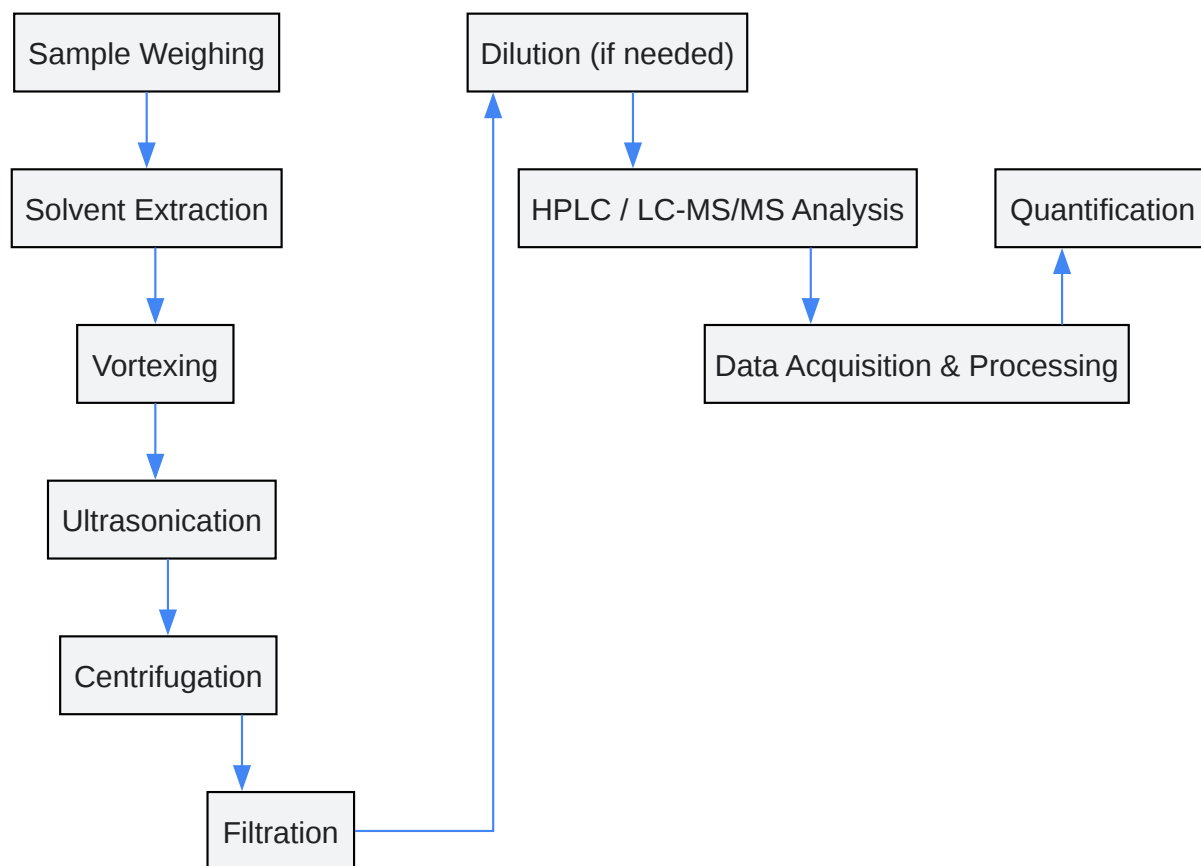 Sample Weighing
Solvent Extraction
Vortexing
Ultrasonication
Centrifugation
Filtration
Dilution (if needed)
HPLC / LC-MS/MS Analysis
Data Acquisition & Processing
Quantification